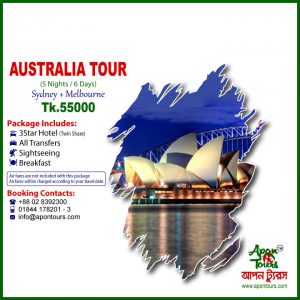 AUSTRALIA TOUR
(5 Nights / 6 Days)
Sydney + Melbourne
Tk.55000
Package Includes:
3Star Hotel (Twin Share)
All Transfers
Sightseeing
Breakfast
Air fares are not included with this package
Air fares will be charged according to your travel date.
Booking Contacts:
+88 02 8392300
01844 178201 - 3
info@apontours.com
Apon
Tours
আপন ট্যুরস
www.apontours.com